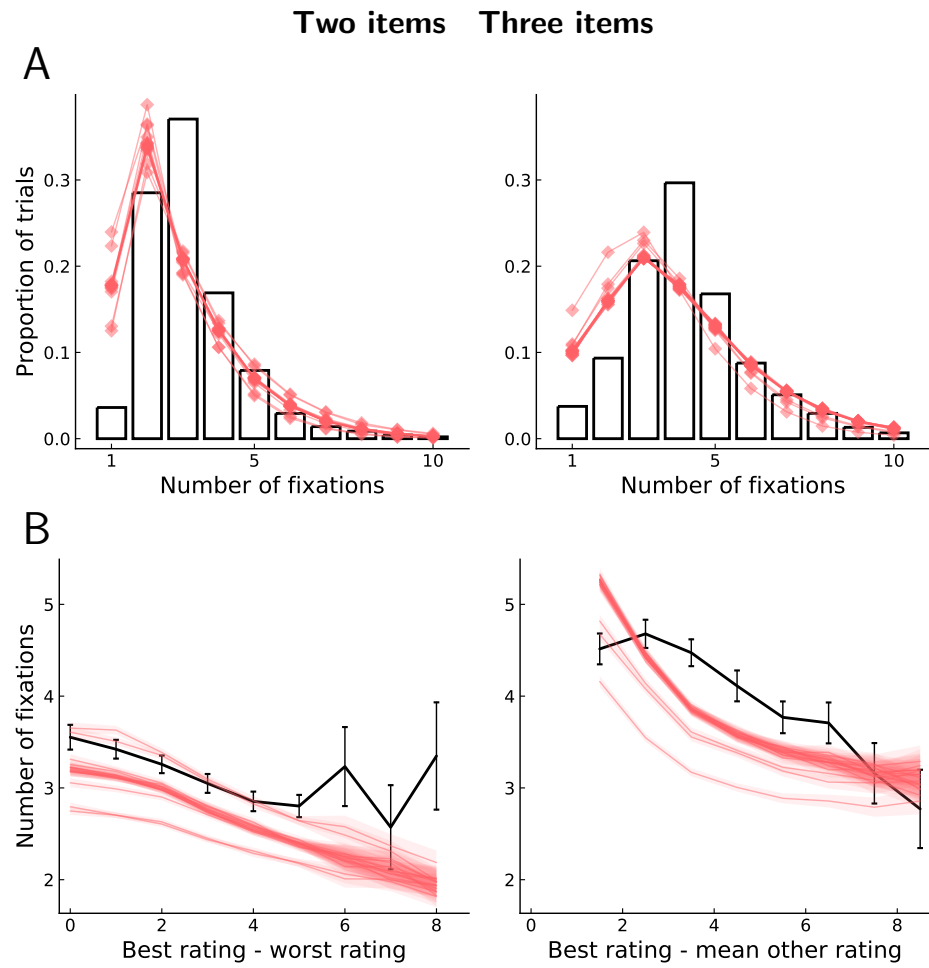 Two items Three items
A
Proportion of trials
0.3
0.2
0.1
0.0
1 5 10
Number of fixations
0.3
0.2
0.1
0.0
1 5 10
Number of fixations
B
Number of fixations
5
4
3
2
0 2 4 6 8
Best rating - worst rating
5
4
3
2
0 2 4 6 8
Best rating - mean other rating